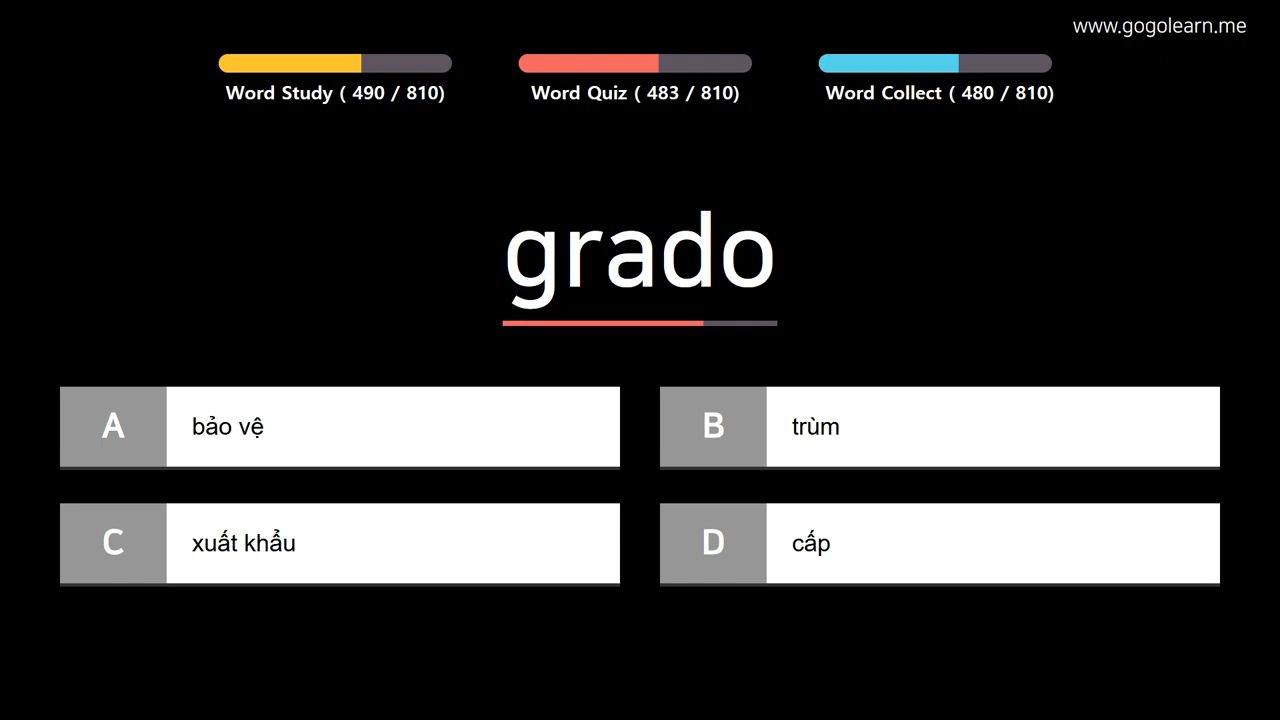 www.gogolearn.me
Word Study ( 490 / 810)
Word Quiz ( 483 / 810)
Word Collect ( 480 / 810)
grado
A
bảo vệ
B
trùm
C
xuất khẩu
D
cấp